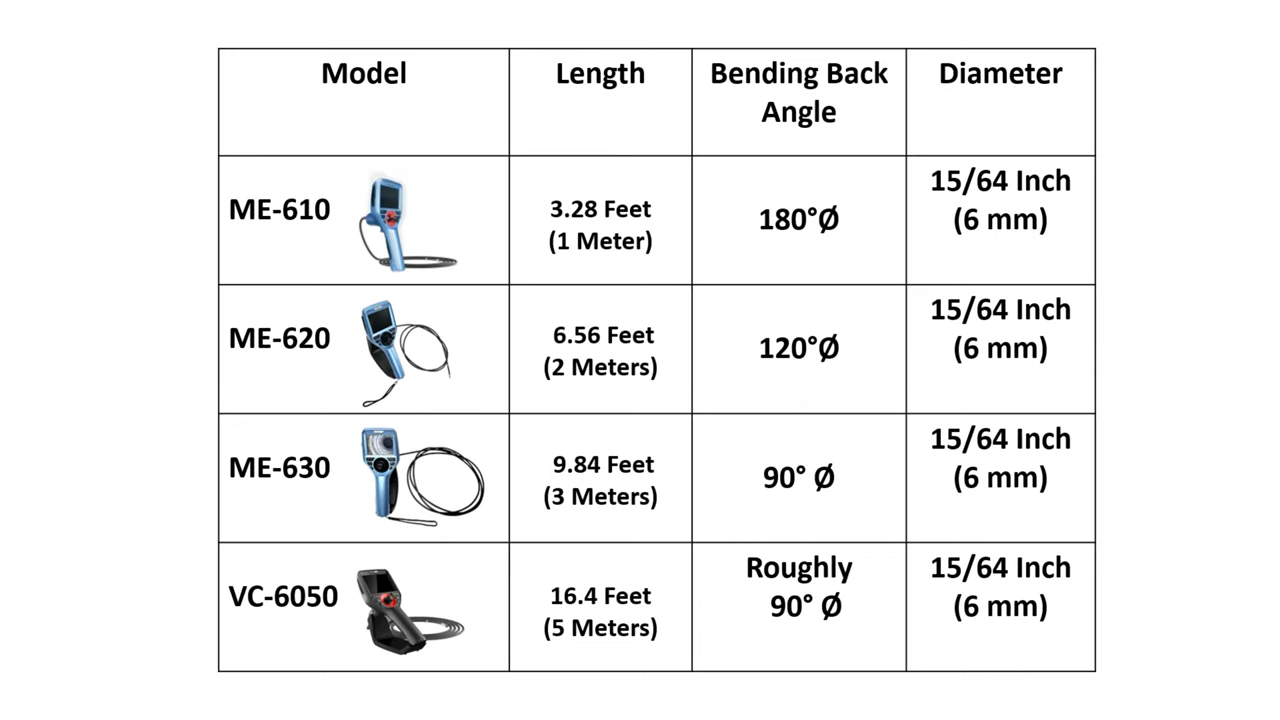 Model
Length
Bending Back
Angle
Diameter
ME-610
3.28 Feet
(1 Meter)
180°Ø
15/64 Inch
(6 mm)
ME-620
6.56 Feet
(2 Meters)
120°Ø
15/64 Inch
(6 mm)
ME-630
9.84 Feet
(3 Meters)
90° Ø
15/64 Inch
(6 mm)
VC-6050
16.4 Feet
(5 Meters)
Roughly
90° Ø
15/64 Inch
(6 mm)